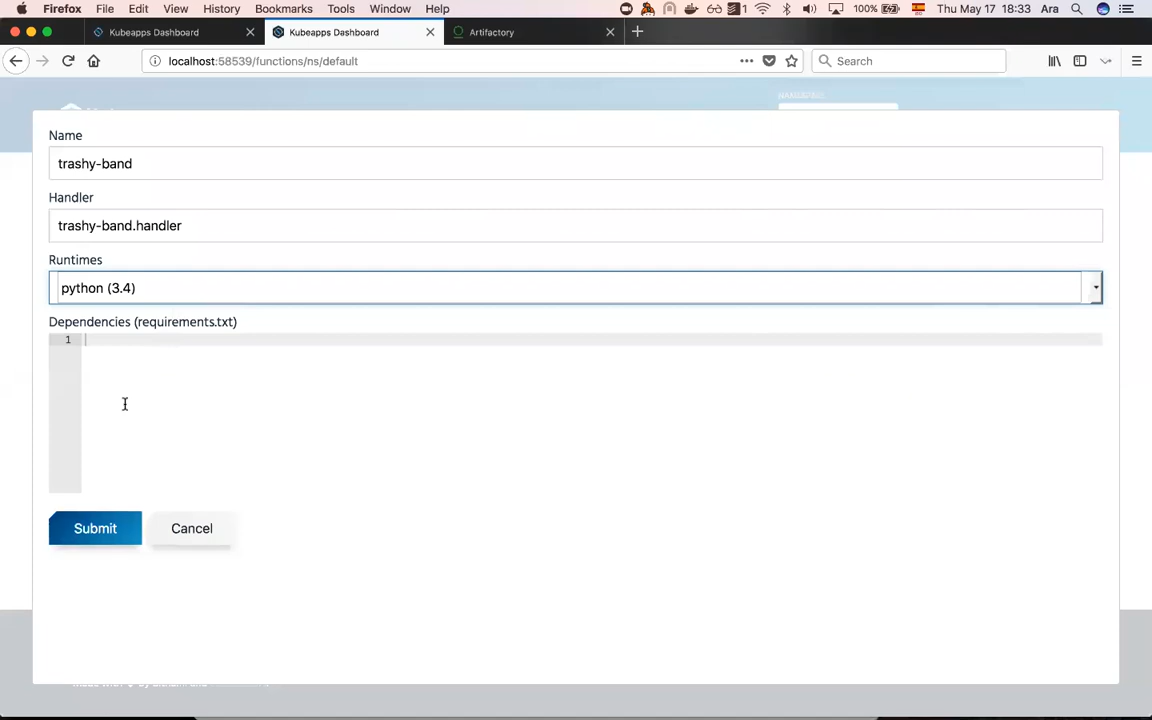 Firefox File Edit View History Bookmarks Tools Window Help 1 100% Thu May 17 18:33 Ara
Kubeapps Dashboard Kubeapps Dashboard Artifactory
localhost:58539/functions/ns/default Search
NAMESPACE
Name
trashy-band
Handler
trashy-band.handler
Runtimes
python (3.4)
Dependencies (requirements.txt)
1
Submit Cancel